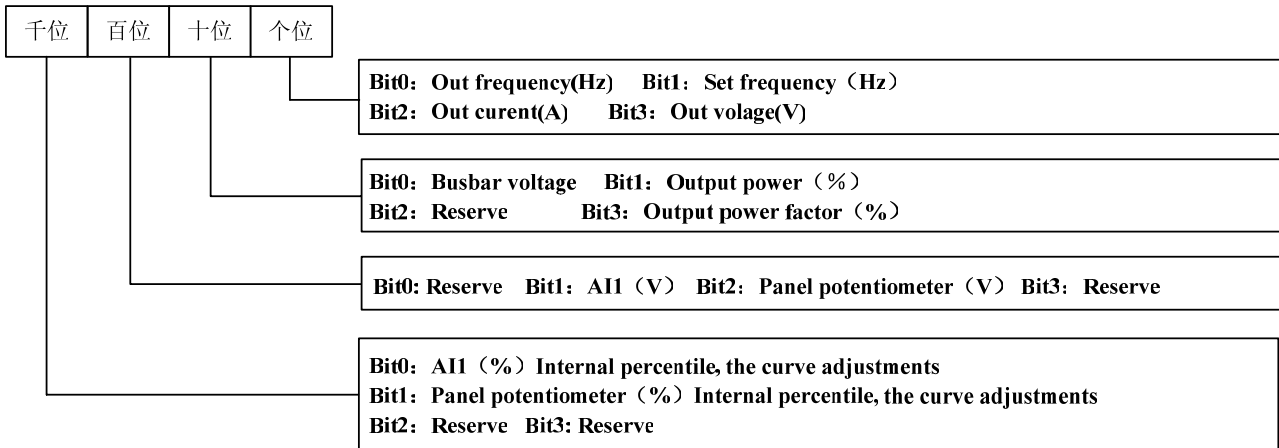 千位 百位 十位 个位
Bit0：Out frequency(Hz) Bit1：Set frequency（Hz）
Bit2：Out curent(A) Bit3：Out volage(V)
Bit0：Busbar voltage Bit1：Output power（%）
Bit2：Reserve Bit3：Output power factor（%）
Bit0: Reserve Bit1：AI1（V） Bit2：Panel potentiometer（V）Bit3：Reserve
Bit0：AI1（%）Internal percentile, the curve adjustments
Bit1：Panel potentiometer（%）Internal percentile, the curve adjustments
Bit2：Reserve Bit3: Reserve